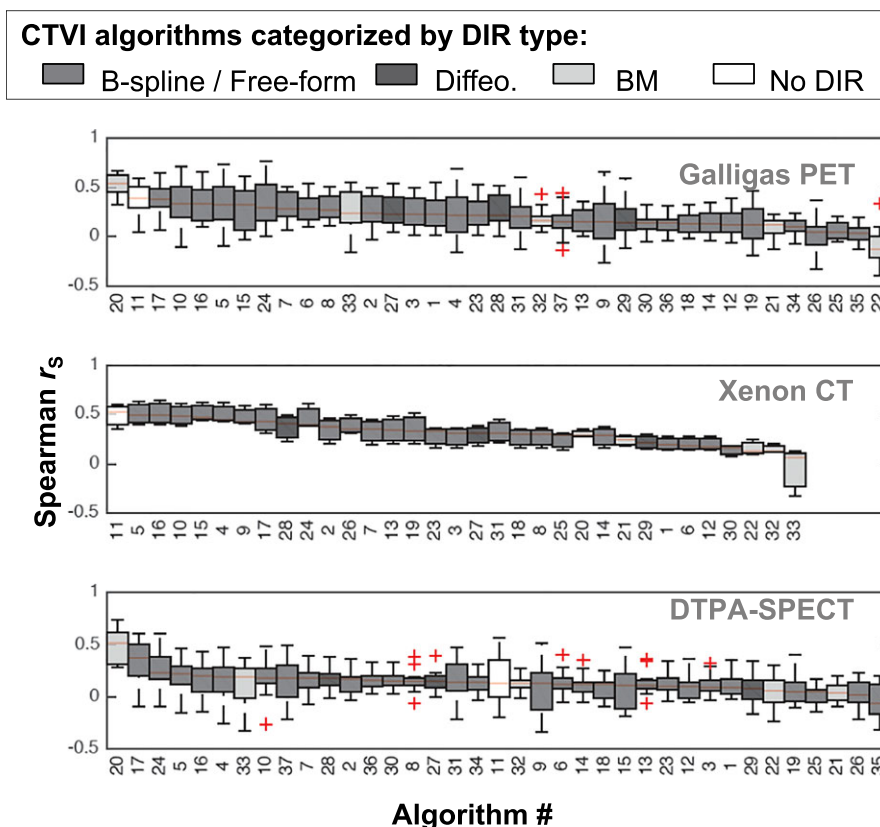 CTVI algorithms categorized by DIR type:
B-spline / Free-form Diffeo. BM No DIR
Galligas PET
1
0.5
0
-0.5
20 11 17 10 16 5 15 24 7 6 8 33 2 27 3 1 4 23 28 31 32 37 13 9 29 30 36 18 14 12 19 21 34 26 25 35 22
Spearman rs
Xenon CT
1
0.5
0
-0.5
11 5 16 10 15 4 9 17 28 24 2 26 7 13 19 23 3 27 31 18 8 25 20 14 21 29 1 6 12 30 22 32 33
DTPA-SPECT
1
0.5
0
-0.5
20 17 24 5 16 4 33 10 37 7 28 2 36 30 8 27 31 34 11 32 9 6 14 18 15 13 23 12 3 1 29 22 19 25 21 26 35
Algorithm #